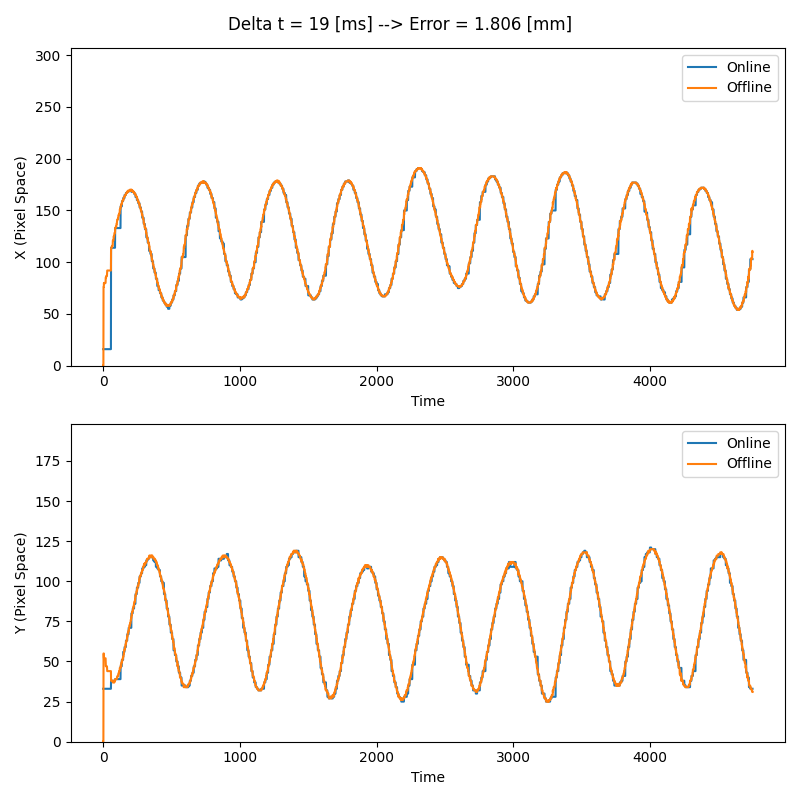 Delta t = 19 [ms] --> Error = 1.806 [mm]
300
250
200
150
100
50
0
X (Pixel Space)
Online
Offline
0 1000 2000 3000 4000
Time
175
150
125
100
75
50
25
0
Y (Pixel Space)
Online
Offline
0 1000 2000 3000 4000
Time